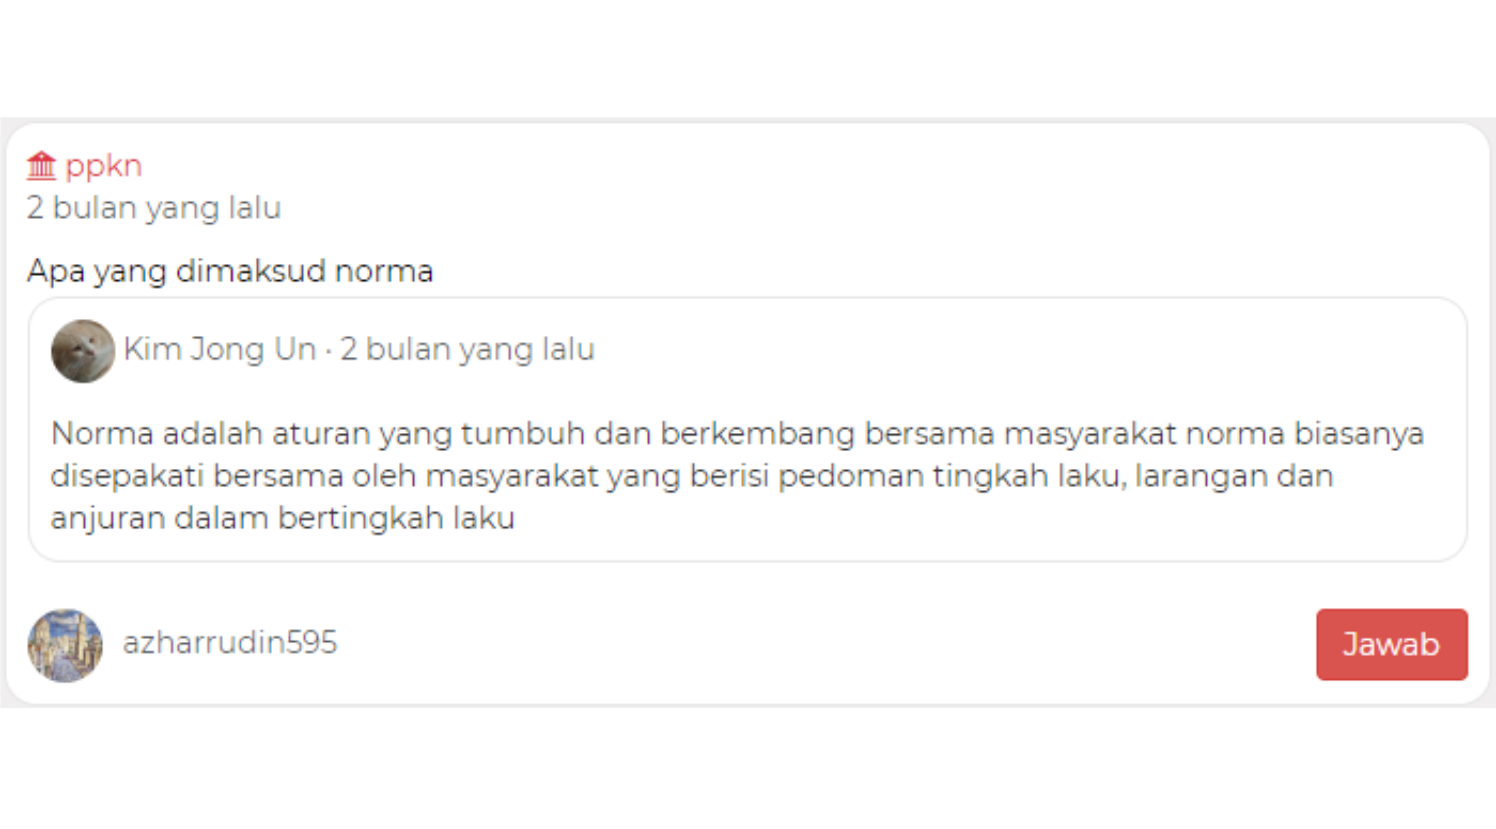 ppkn
2 bulan yang lalu
Apa yang dimaksud norma
Kim Jong Un · 2 bulan yang lalu
Norma adalah aturan yang tumbuh dan berkembang bersama masyarakat norma biasanya
disepakati bersama oleh masyarakat yang berisi pedoman tingkah laku, larangan dan
anjuran dalam bertingkah laku
azharrudin595
Jawab